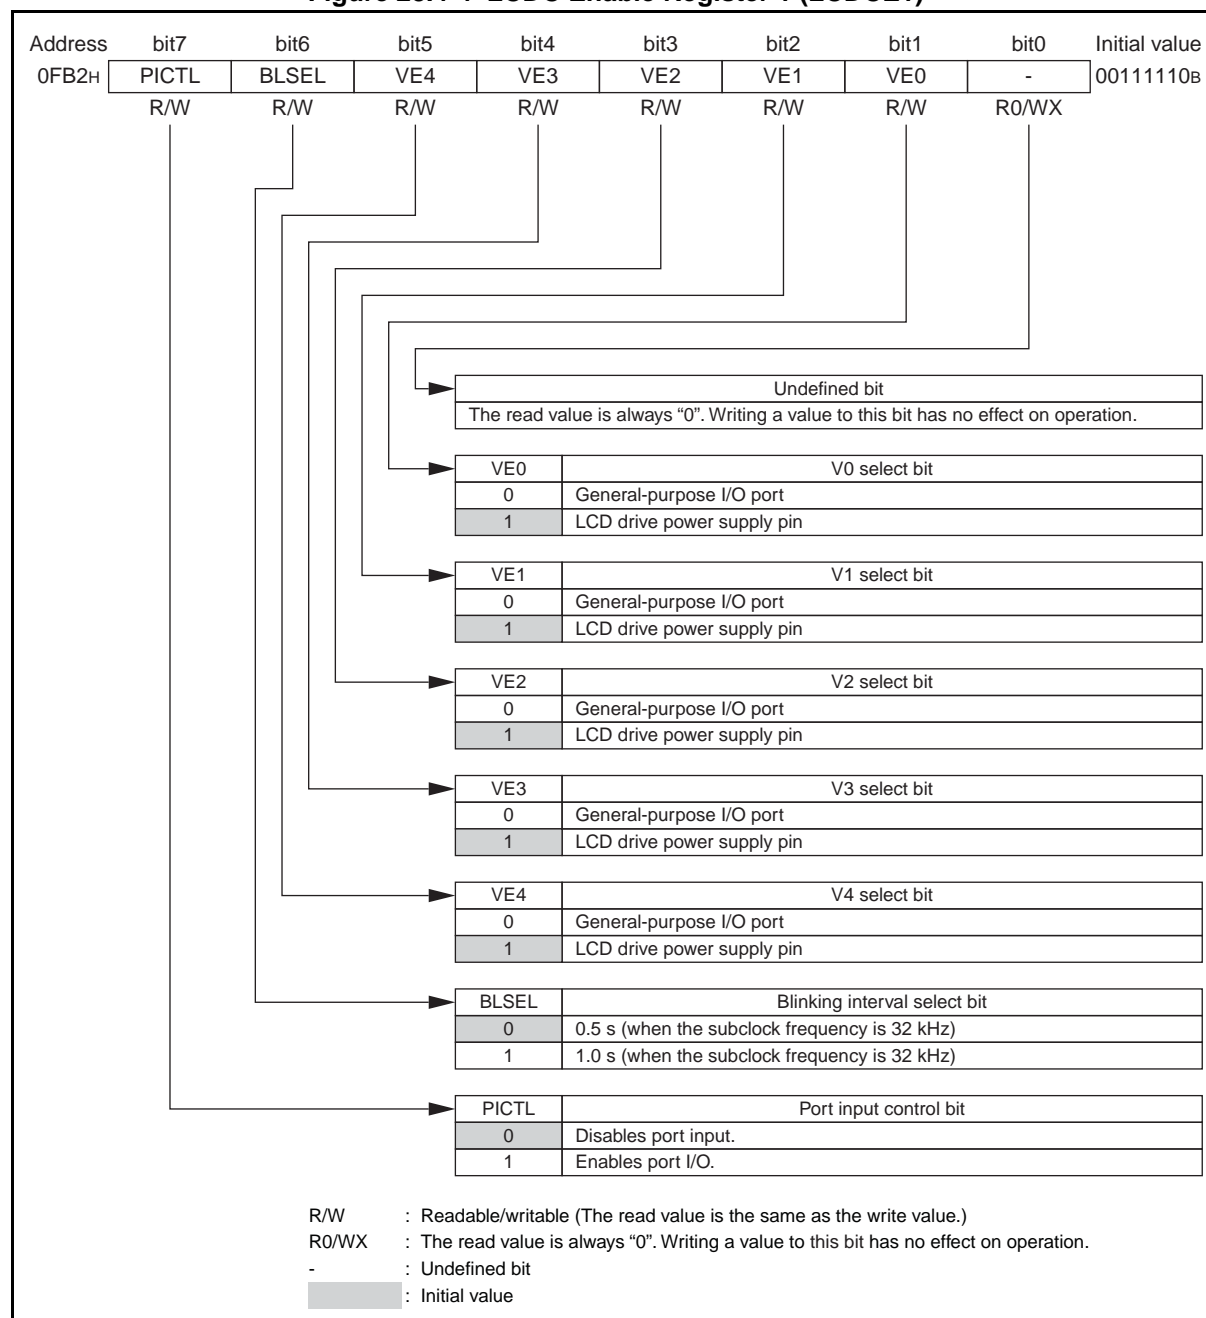 Address bit7 bit6 bit5 bit4 bit3 bit2 bit1 bit0 Initial value
0FB2H PICTL BLSEL VE4 VE3 VE2 VE1 VE0 - 00111110B
R/W R/W R/W R/W R/W R/W R/W R0/WX
Undefined bit
The read value is always “0”. Writing a value to this bit has no effect on operation.
VE0 V0 select bit
0 General-purpose I/O port
1 LCD drive power supply pin
VE1 V1 select bit
0 General-purpose I/O port
1 LCD drive power supply pin
VE2 V2 select bit
0 General-purpose I/O port
1 LCD drive power supply pin
VE3 V3 select bit
0 General-purpose I/O port
1 LCD drive power supply pin
VE4 V4 select bit
0 General-purpose I/O port
1 LCD drive power supply pin
BLSEL Blinking interval select bit
0 0.5 s (when the subclock frequency is 32 kHz)
1 1.0 s (when the subclock frequency is 32 kHz)
PICTL Port input control bit
0 Disables port input.
1 Enables port I/O.
R/W : Readable/writable (The read value is the same as the write value.)
R0/WX : The read value is always “0”. Writing a value to this bit has no effect on operation.
- : Undefined bit
: Initial value